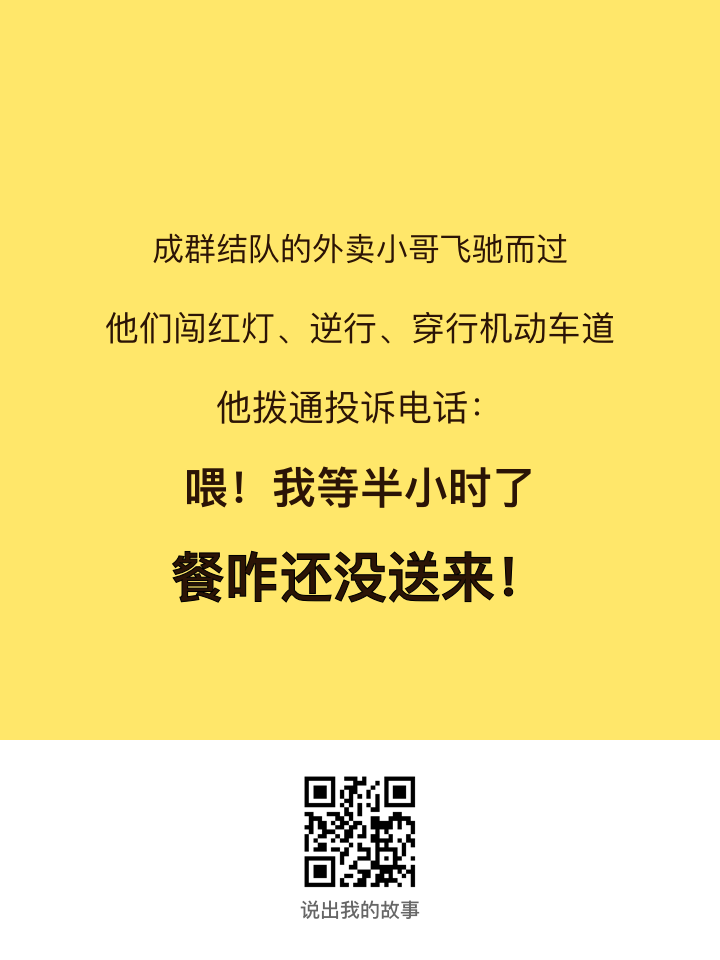 成群结队的外卖小哥飞驰而过
他们闯红灯、逆行、穿行机动车道
他拨通投诉电话：
喂！我等半小时了
餐咋还没送来！
说出我的故事